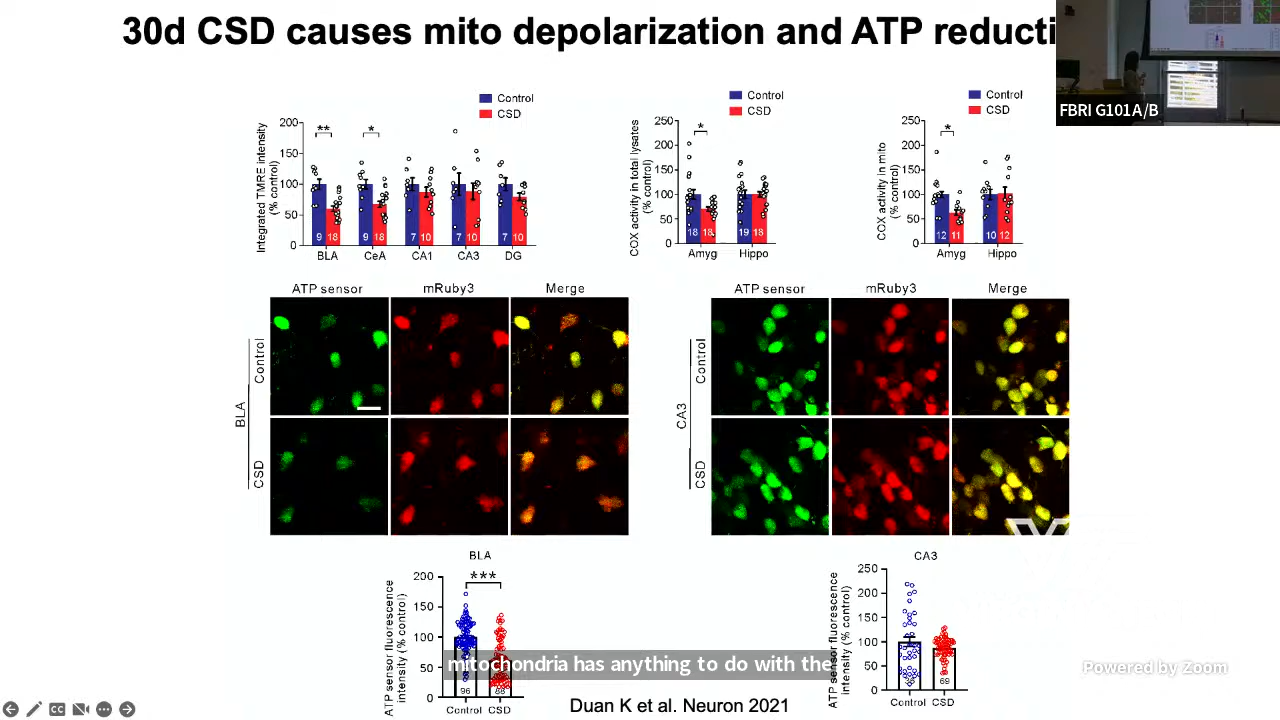 30d CSD causes mito depolarization and ATP reducti
FBRI G101A/B
Control
CSD
Integrated TMRE intensity
(% control)
200
150
100
50
0
**
*
9 18 9 18 7 10 7 10 7 10
BLA CeA CA1 CA3 DG
Control
CSD
COX activity in total lysates
(% control)
250
200
150
100
50
0
*
18 18 19 18
Amyg Hippo
Control
CSD
COX activity in mito
(% control)
250
200
150
100
50
0
*
12 11 10 12
Amyg Hippo
ATP sensor mRuby3 Merge
BLA
Control
CSD
ATP sensor mRuby3 Merge
CA3
Control
CSD
BLA
ATP sensor fluorescence
intensity (% control)
200
150
100
50
0
***
96
Control CSD
CA3
ATP sensor fluorescence
intensity (% control)
250
200
150
100
50
0
69
Control CSD
mitochondria has anything to do with the
Duan K et al. Neuron 2021
Powered by Zoom
CC